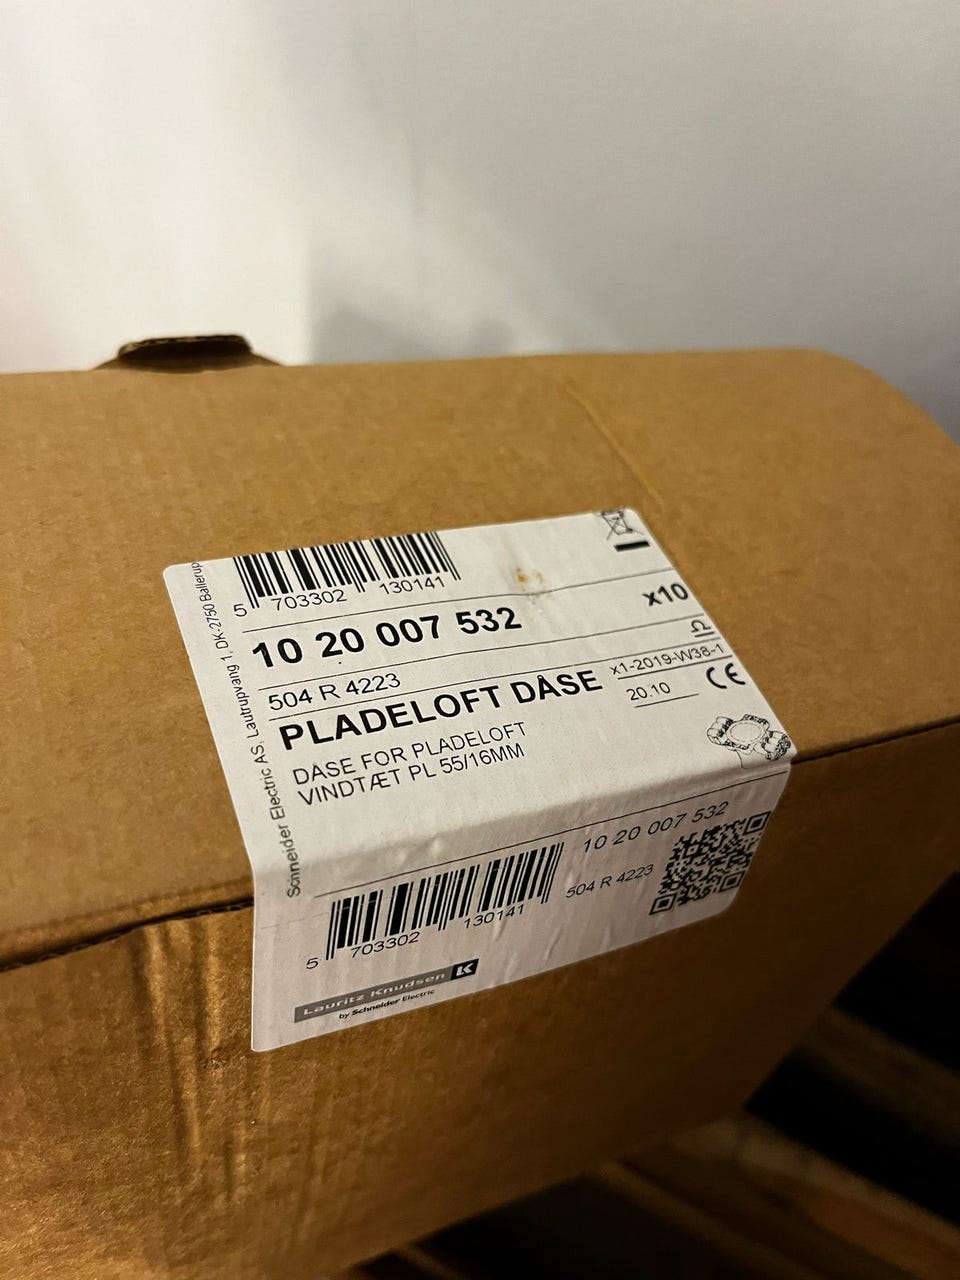 Schneider Electric AS, Lautrupvang 1, DK-2750 Ballerup
5 703302 130141
10 20 007 532
x10
504 R 4223
x1-2019-W38-1
PLADELOFT DÅSE
20.10
CE
DÅSE FOR PLADELOFT
VINDTÆT PL 55/16MM
10 20 007 532
504 R 4223
5 703302 130141
Lauritz Knudsen LK
by Schneider Electric